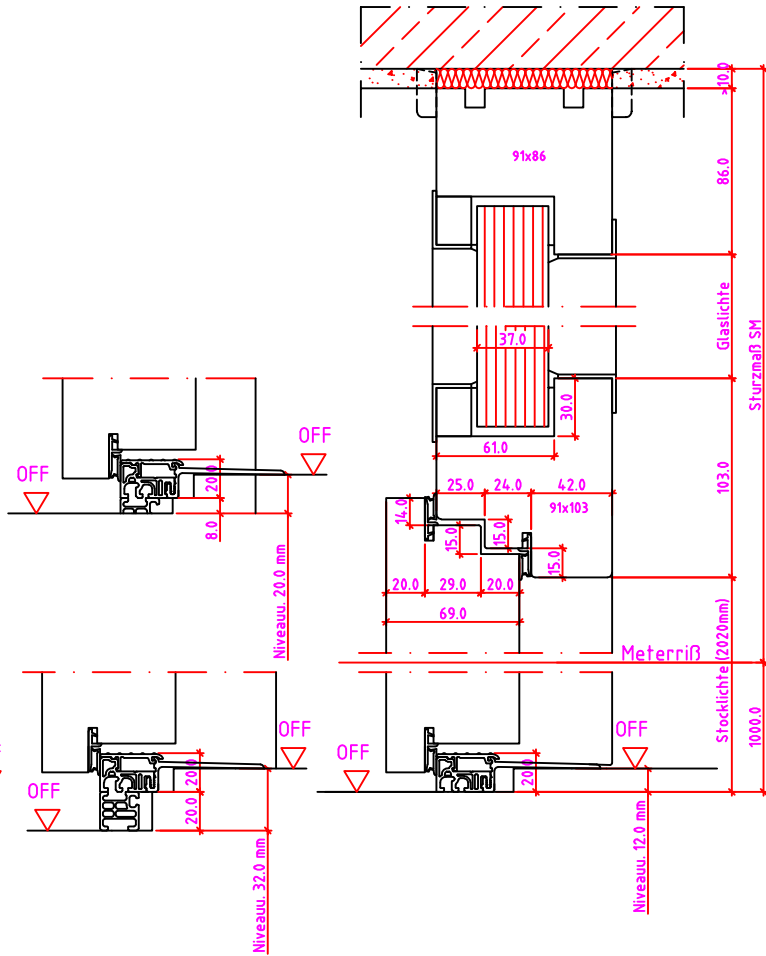 >10.0
91x86
86.0
Glaslichte
Sturzmaß SM
37.0
30.0
61.0
103.0
25.0
24.0
42.0
91x103
14.0
15.0
15.0
15.0
20.0
29.0
20.0
69.0
Meterriß
Stocklichte (2020mm)
1000.0
OFF
OFF
20.0
8.0
Niveauu. 20.0 mm
OFF
OFF
20.0
20.0
Niveauu. 32.0 mm
OFF
OFF
20.0
Niveauu. 12.0 mm